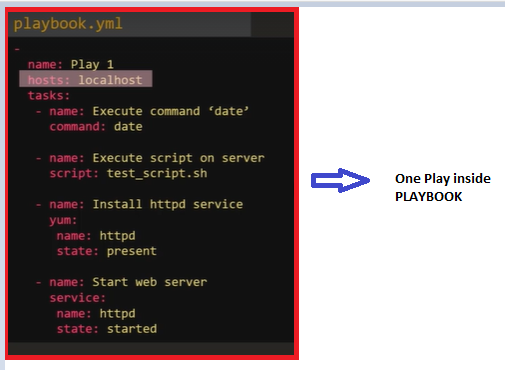 playbook.yml
-
name: Play 1
hosts: localhost
tasks:
- name: Execute command ‘date’
command: date
- name: Execute script on server
script: test_script.sh
- name: Install httpd service
yum:
name: httpd
state: present
- name: Start web server
service:
name: httpd
state: started
One Play inside
PLAYBOOK